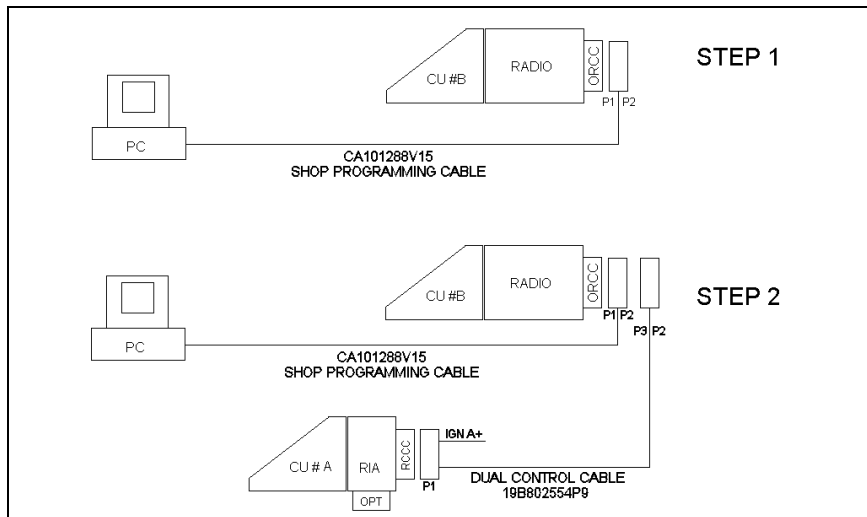 STEP 1
CU #B
RADIO
ORCC
P1 P2
PC
CA101288V15
SHOP PROGRAMMING CABLE
STEP 2
CU #B
RADIO
ORCC
P1 P2
P3 P2
PC
CA101288V15
SHOP PROGRAMMING CABLE
IGN A+
CU # A
RIA
RCCC
P1
OPT
DUAL CONTROL CABLE
19B802554P9